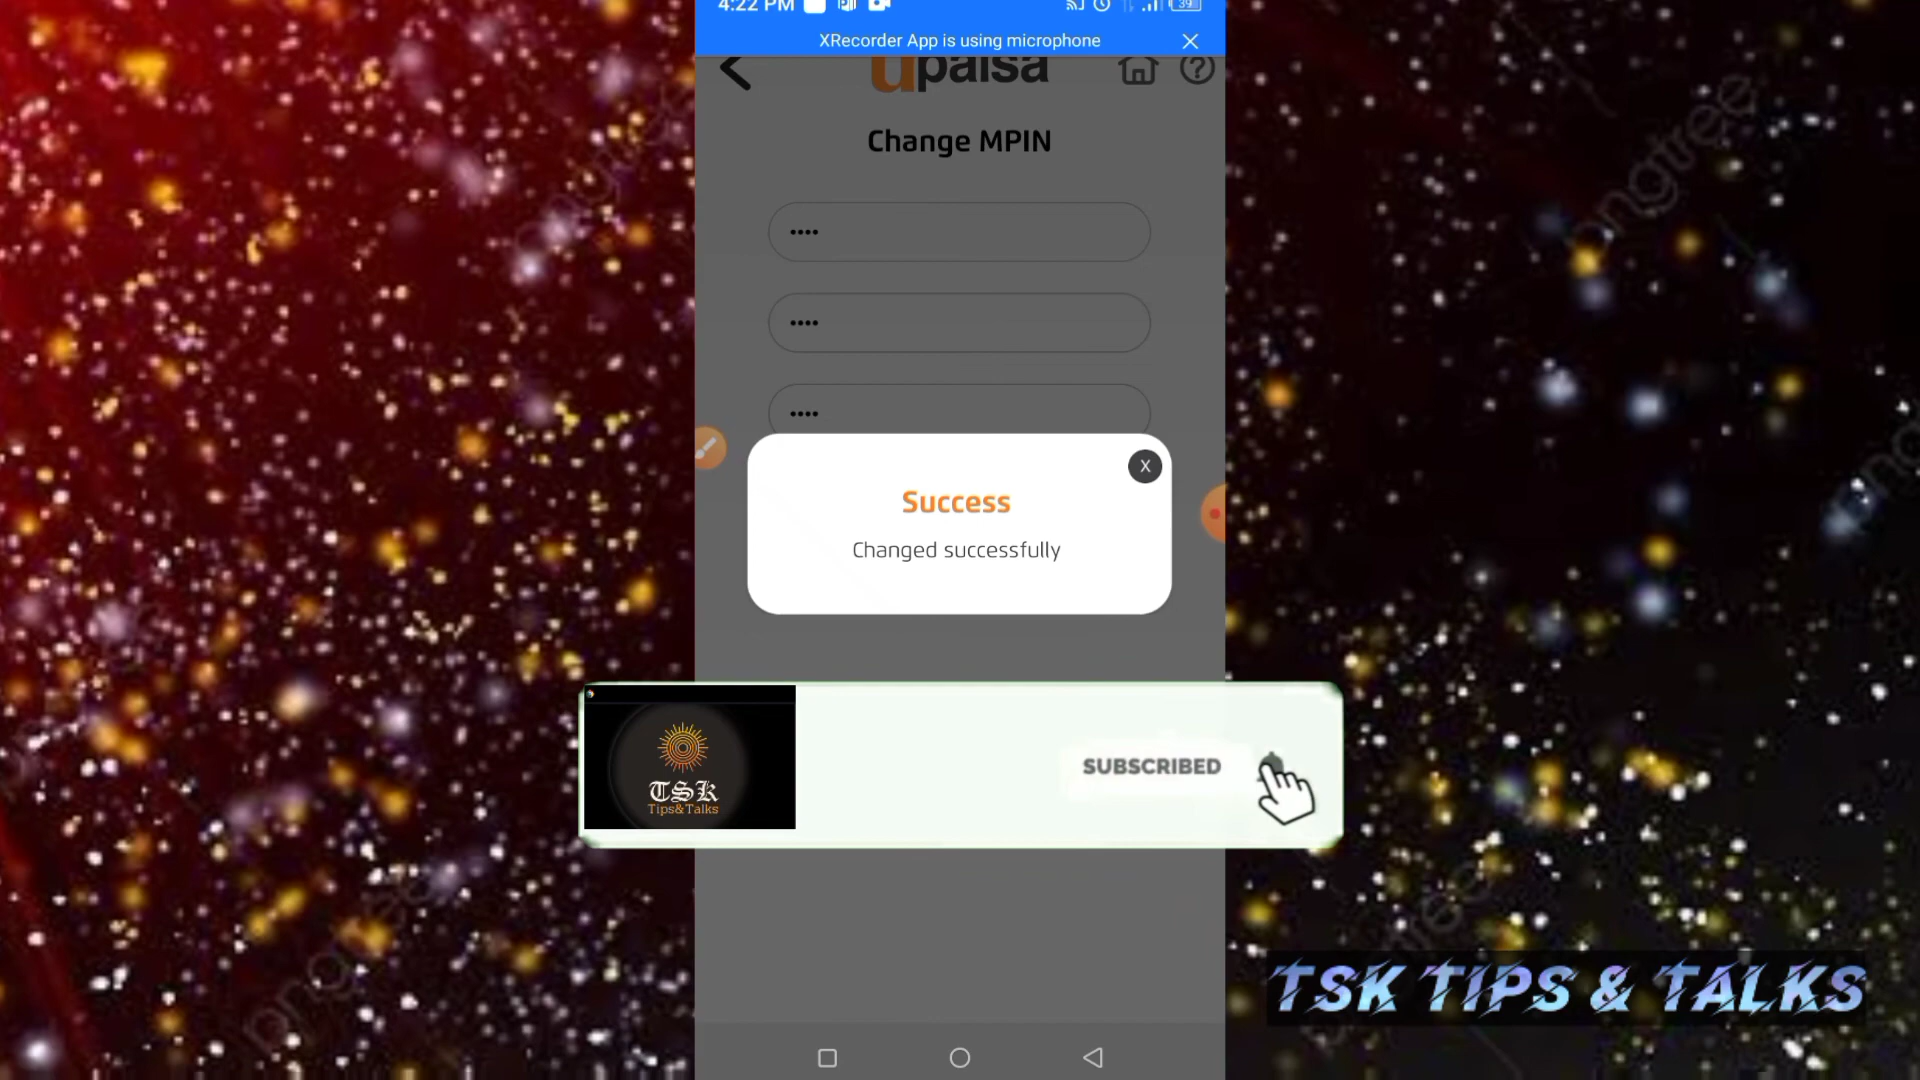 4:22 PM
39
XRecorder App is using microphone
upaisa
Change MPIN
••••
••••
••••
X
Success
Changed successfully
TSK
Tips&Talks
SUBSCRIBED
TSK TIPS & TALKS